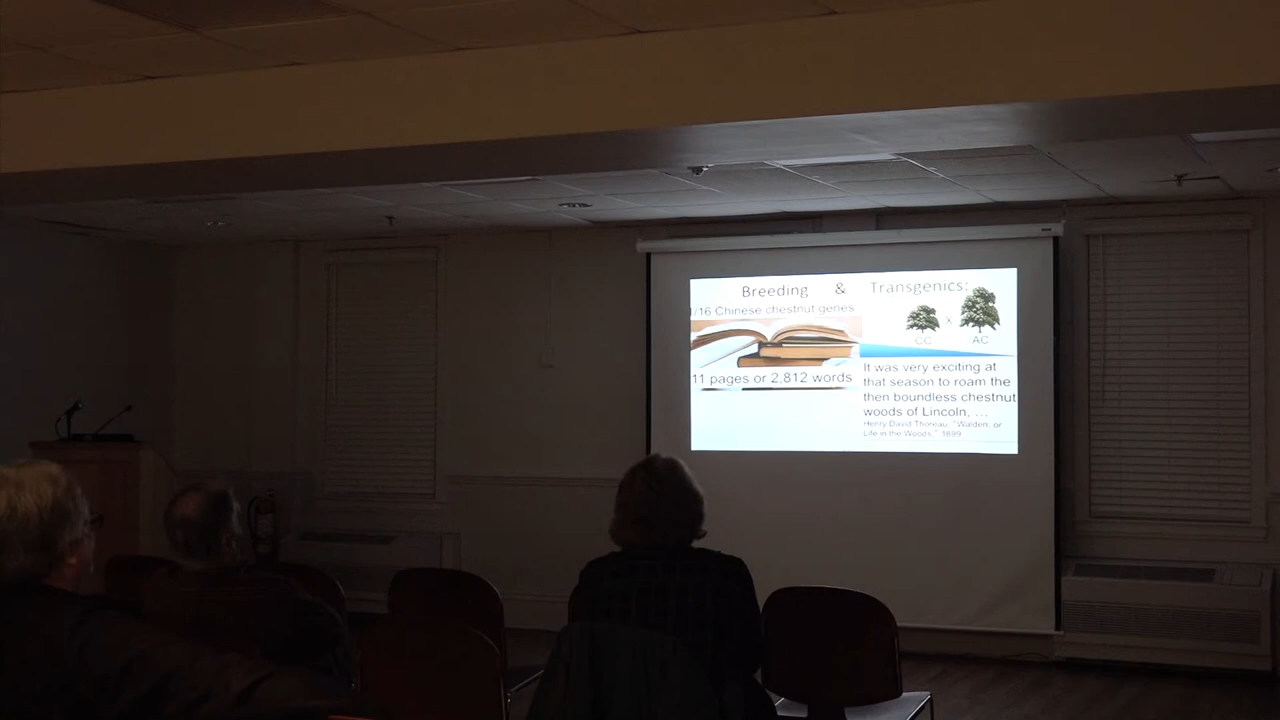 Breeding & Transgenics:
1/16 Chinese chestnut genes
11 pages or 2,812 words
CC x AC
It was very exciting at
that season to roam the
then boundless chestnut
woods of Lincoln, …
Henry David Thoreau, "Walden: or
Life in the Woods," 1899